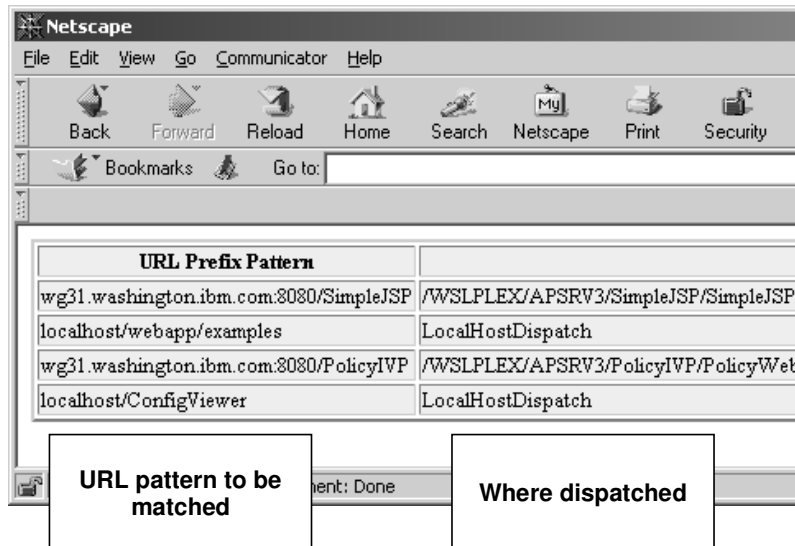 Netscape
File Edit View Go Communicator Help
My
Back Forward Reload Home Search Netscape Print Security
Bookmarks Go to:
URL Prefix Pattern
wg31.washington.ibm.com:8080/SimpleJSP /WSLPLEX/APSRV3/SimpleJSP/SimpleJSP
localhost/webapp/examples LocalHostDispatch
wg31.washington.ibm.com:8080/PolicyIVP /WSLPLEX/APSRV3/PolicyIVP/PolicyWeb
localhost/ConfigViewer LocalHostDispatch
URL pattern to be
matched
ent: Done
Where dispatched